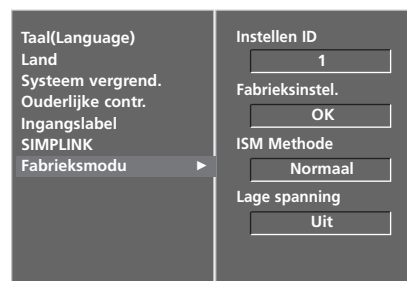 Taal(Language)
Land
Systeem vergrend.
Ouderlijke contr.
Ingangslabel
SIMPLINK
Fabrieksmodu ►
Instellen ID
1
Fabrieksinstel.
OK
ISM Methode
Normaal
Lage spanning
Uit